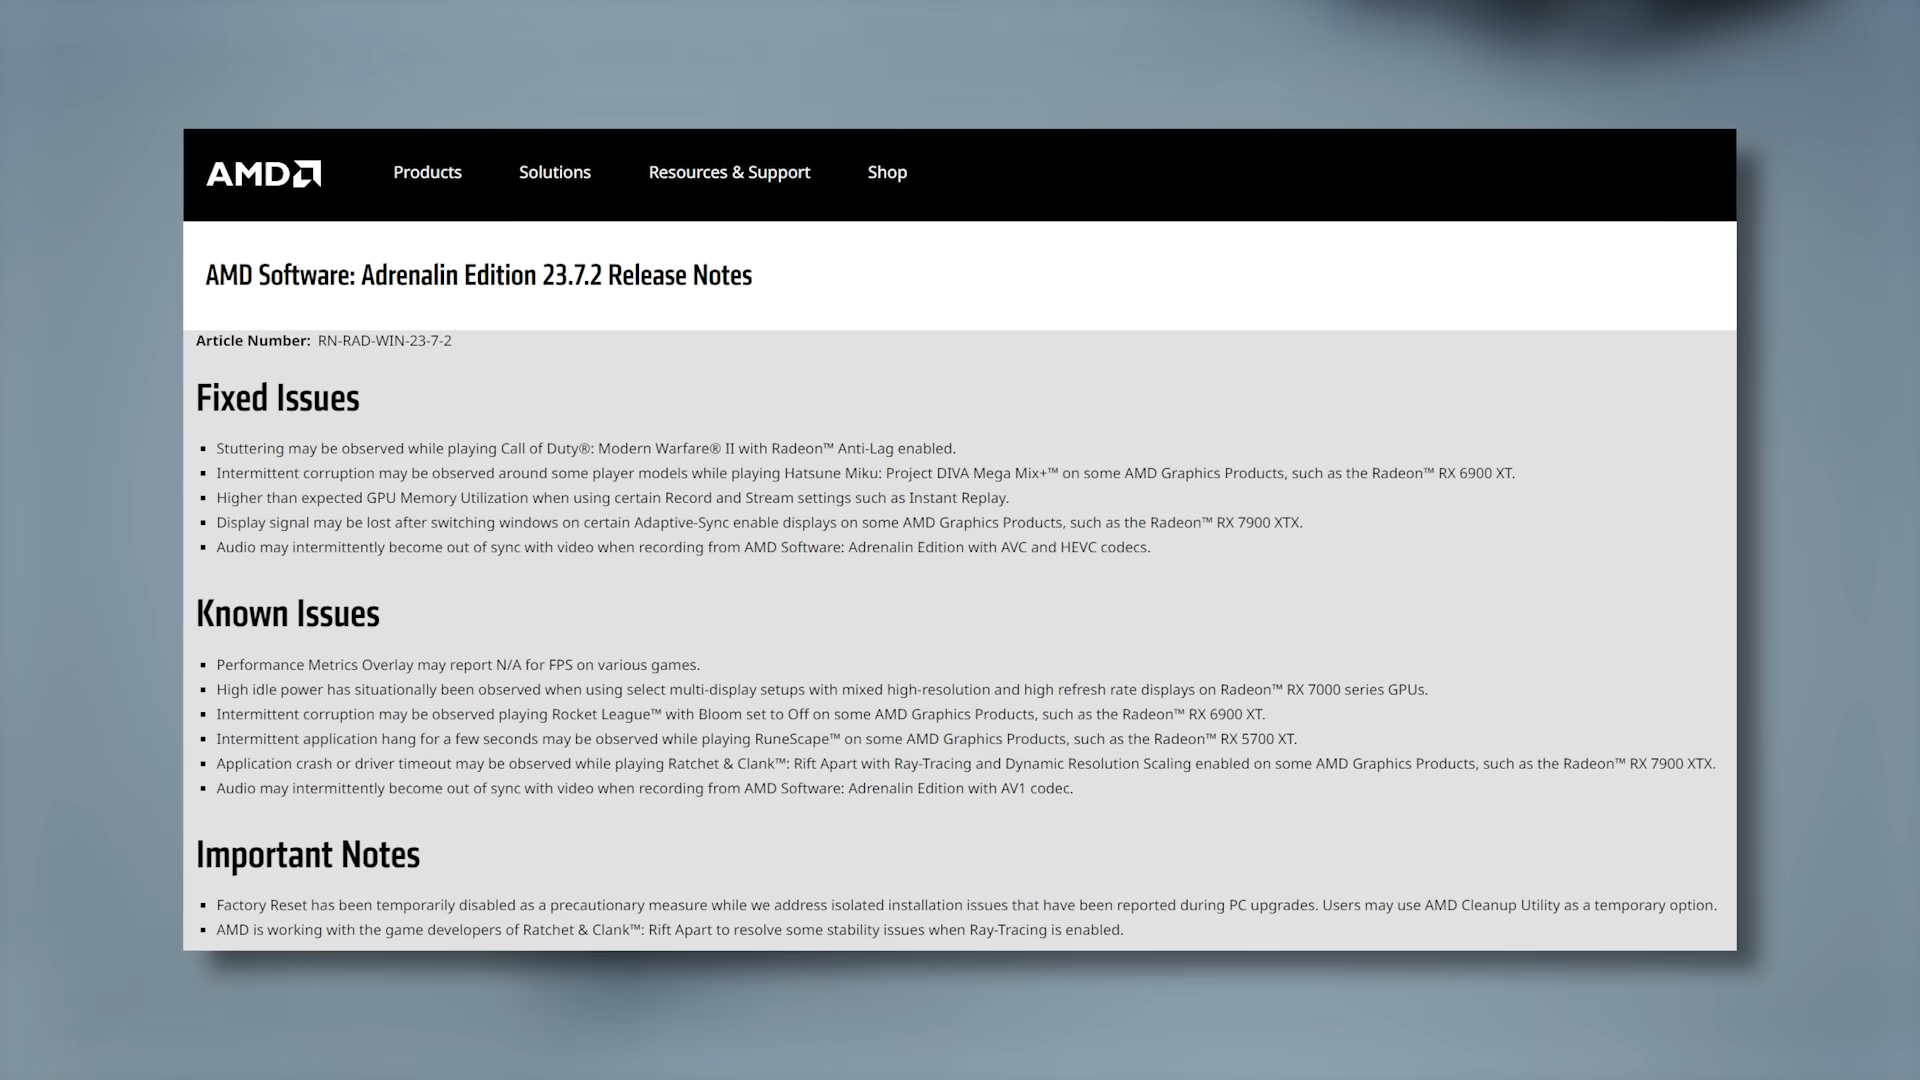 AMD
Products
Solutions
Resources & Support
Shop
AMD Software: Adrenalin Edition 23.7.2 Release Notes
Article Number: RN-RAD-WIN-23-7-2
Fixed Issues
Stuttering may be observed while playing Call of Duty®: Modern Warfare® II with Radeon™ Anti-Lag enabled.
Intermittent corruption may be observed around some player models while playing Hatsune Miku: Project DIVA Mega Mix+™ on some AMD Graphics Products, such as the Radeon™ RX 6900 XT.
Higher than expected GPU Memory Utilization when using certain Record and Stream settings such as Instant Replay.
Display signal may be lost after switching windows on certain Adaptive-Sync enable displays on some AMD Graphics Products, such as the Radeon™ RX 7900 XTX.
Audio may intermittently become out of sync with video when recording from AMD Software: Adrenalin Edition with AVC and HEVC codecs.
Known Issues
Performance Metrics Overlay may report N/A for FPS on various games.
High idle power has situationally been observed when using select multi-display setups with mixed high-resolution and high refresh rate displays on Radeon™ RX 7000 series GPUs.
Intermittent corruption may be observed playing Rocket League™ with Bloom set to Off on some AMD Graphics Products, such as the Radeon™ RX 6900 XT.
Intermittent application hang for a few seconds may be observed while playing RuneScape™ on some AMD Graphics Products, such as the Radeon™ RX 5700 XT.
Application crash or driver timeout may be observed while playing Ratchet & Clank™: Rift Apart with Ray-Tracing and Dynamic Resolution Scaling enabled on some AMD Graphics Products, such as the Radeon™ RX 7900 XTX.
Audio may intermittently become out of sync with video when recording from AMD Software: Adrenalin Edition with AV1 codec.
Important Notes
Factory Reset has been temporarily disabled as a precautionary measure while we address isolated installation issues that have been reported during PC upgrades. Users may use AMD Cleanup Utility as a temporary option.
AMD is working with the game developers of Ratchet & Clank™: Rift Apart to resolve some stability issues when Ray-Tracing is enabled.